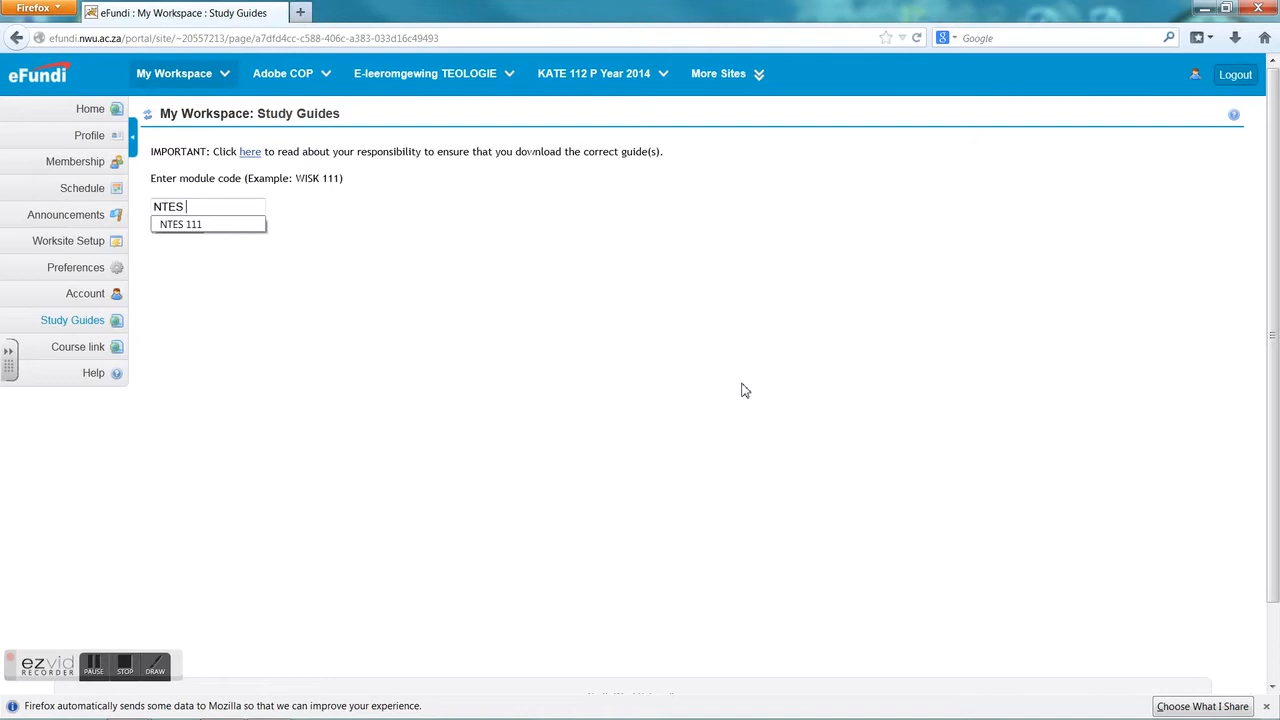 Firefox
eFundi : My Workspace : Study Guides
efundi.nwu.ac.za/portal/site/~20557213/page/a7dfd4cc-c588-406c-a383-033d16c49493
Google
eFundi
My Workspace
Adobe COP
E-leeromgewing TEOLOGIE
KATE 112 P Year 2014
More Sites
Logout
Home
Profile
Membership
Schedule
Announcements
Worksite Setup
Preferences
Account
Study Guides
Course link
Help
My Workspace: Study Guides
IMPORTANT: Click here to read about your responsibility to ensure that you download the correct guide(s).
Enter module code (Example: WISK 111)
NTES
NTES 111
ezvid
RECORDER
PAUSE
STOP
DRAW
Firefox automatically sends some data to Mozilla so that we can improve your experience.
Choose What I Share